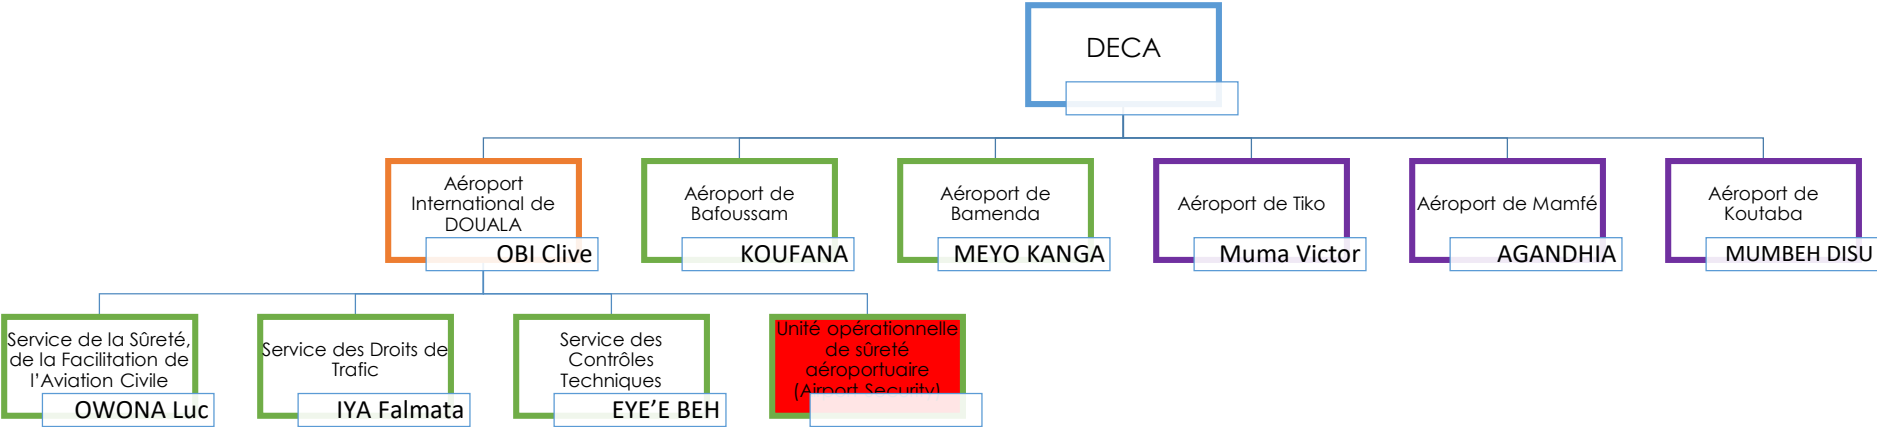 DECA
Aéroport
International de
DOUALA
OBI Clive
Aéroport de
Bafoussam
KOUFANA
Aéroport de
Bamenda
MEYO KANGA
Aéroport de Tiko
Muma Victor
Aéroport de Mamfé
AGANDHIA
Aéroport de
Koutaba
MUMBEH DISU
Service de la Sûreté,
de la Facilitation de
l’Aviation Civile
OWONA Luc
Service des Droits de
Trafic
IYA Falmata
Service des
Contrôles
Techniques
EYE’E BEH
Unité opérationnelle
de sûreté
aéroportuaire
(Airport Security)